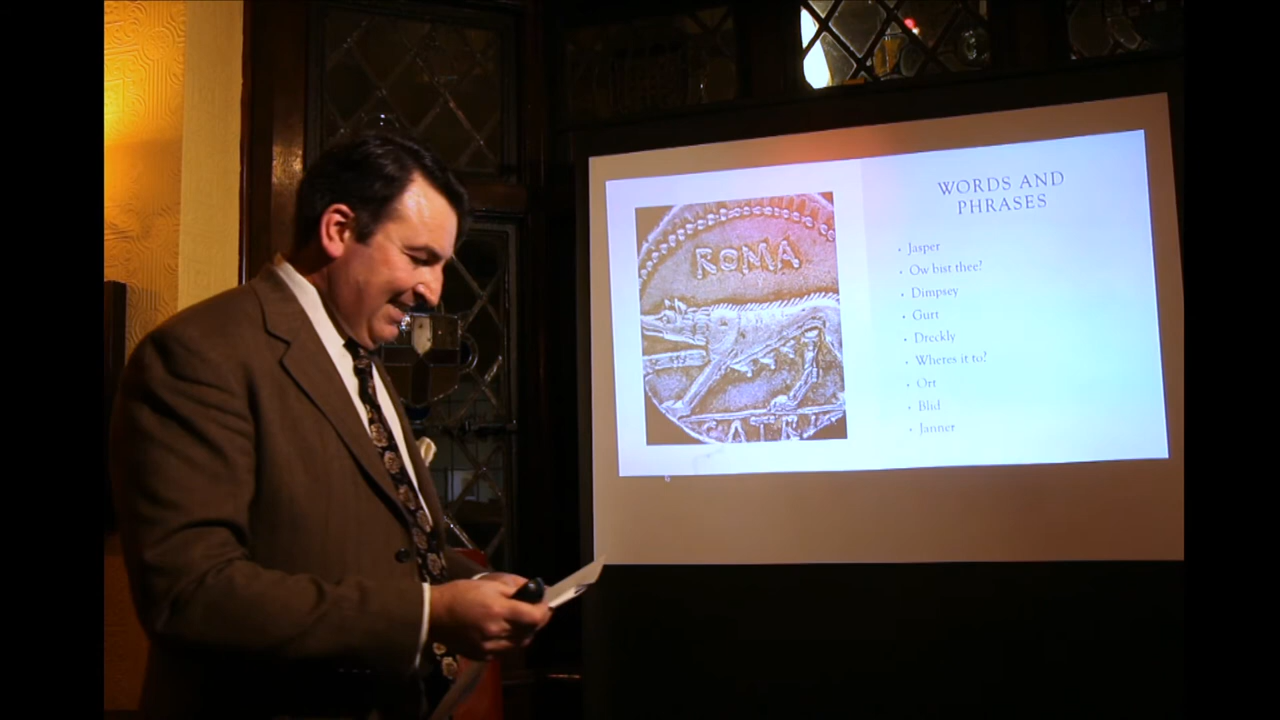 ROMA
WORDS AND
PHRASES
• Jasper
• Ow bist thee?
• Dimpsey
• Gurt
• Dreckly
• Wheres it to?
• Ort
• Blid
• Janner